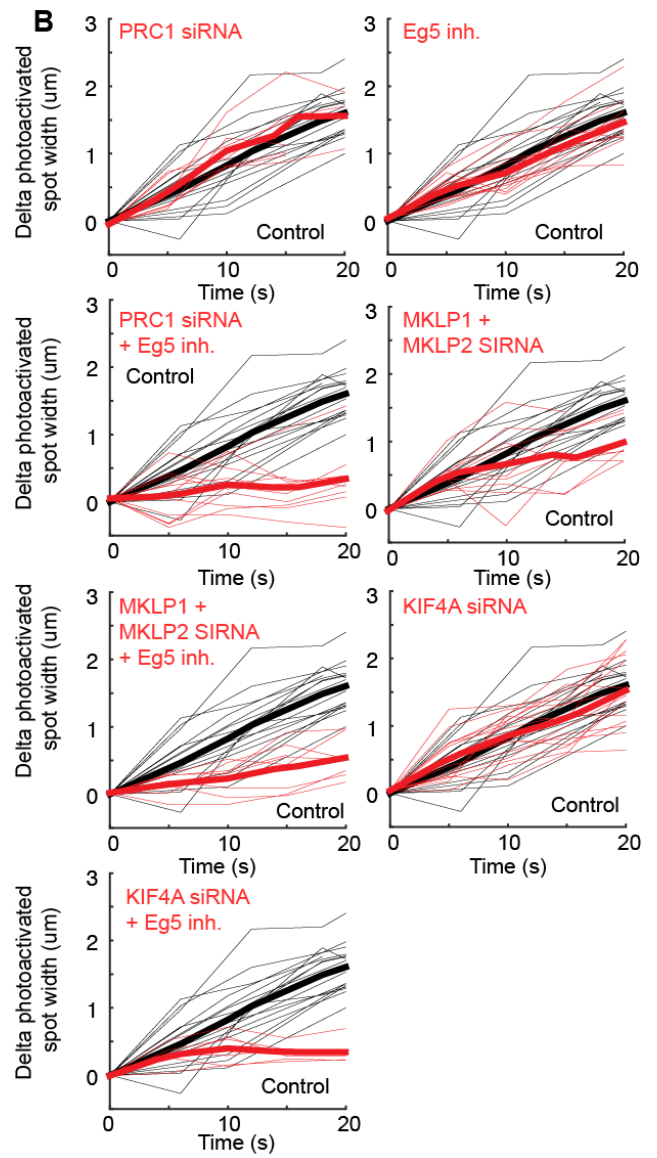 B
PRC1 siRNA
Delta photoactivated
spot width (um)
3
2
1
0
Control
0 10 20
Time (s)
Eg5 inh.
3
2
1
0
Control
0 10 20
Time (s)
PRC1 siRNA
+ Eg5 inh.
Control
Delta photoactivated
spot width (um)
3
2
1
0
0 10 20
Time (s)
MKLP1 +
MKLP2 SIRNA
3
2
1
0
Control
0 10 20
Time (s)
MKLP1 +
MKLP2 SIRNA
+ Eg5 inh.
Delta photoactivated
spot width (um)
3
2
1
0
Control
0 10 20
Time (s)
KIF4A siRNA
3
2
1
0
Control
0 10 20
Time (s)
KIF4A siRNA
+ Eg5 inh.
Delta photoactivated
spot width (um)
3
2
1
0
Control
0 10 20
Time (s)